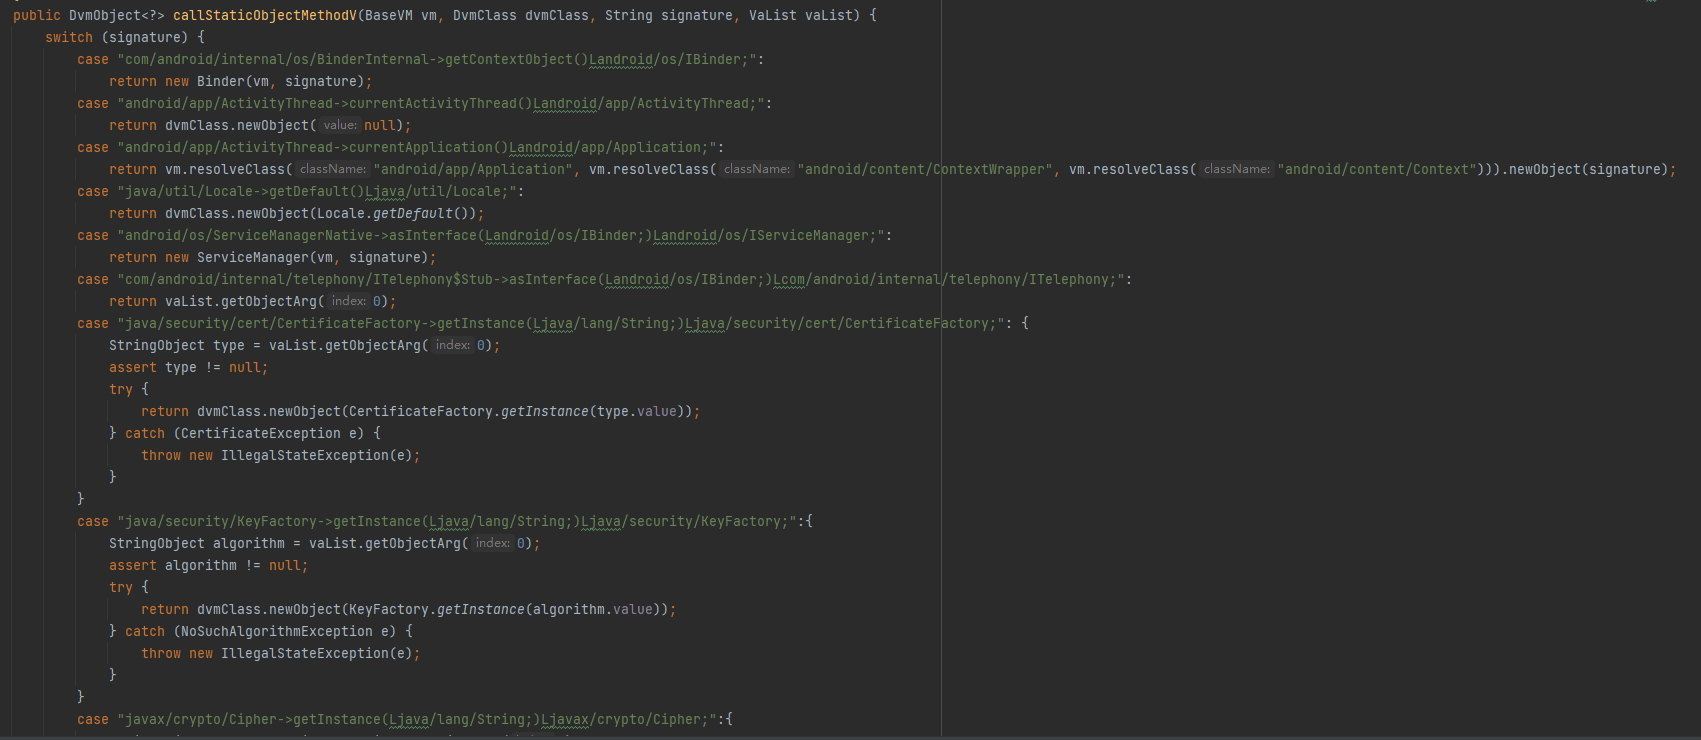 public DvmObject<?> callStaticObjectMethodV(BaseVM vm, DvmClass dvmClass, String signature, VaList vaList) {
switch (signature) {
case "com/android/internal/os/BinderInternal->getContextObject()Landroid/os/IBinder;":
return new Binder(vm, signature);
case "android/app/ActivityThread->currentActivityThread()Landroid/app/ActivityThread;":
return dvmClass.newObject( value: null);
case "android/app/ActivityThread->currentApplication()Landroid/app/Application;":
return vm.resolveClass( className: "android/app/Application", vm.resolveClass( className: "android/content/ContextWrapper", vm.resolveClass( className: "android/content/Context"))).newObject(signature);
case "java/util/Locale->getDefault()Ljava/util/Locale;":
return dvmClass.newObject(Locale.getDefault());
case "android/os/ServiceManagerNative->asInterface(Landroid/os/IBinder;)Landroid/os/IServiceManager;":
return new ServiceManager(vm, signature);
case "com/android/internal/telephony/ITelephony$Stub->asInterface(Landroid/os/IBinder;)Lcom/android/internal/telephony/ITelephony;":
return vaList.getObjectArg( index: 0);
case "java/security/cert/CertificateFactory->getInstance(Ljava/lang/String;)Ljava/security/cert/CertificateFactory;": {
StringObject type = vaList.getObjectArg( index: 0);
assert type != null;
try {
return dvmClass.newObject(CertificateFactory.getInstance(type.value));
} catch (CertificateException e) {
throw new IllegalStateException(e);
}
}
case "java/security/KeyFactory->getInstance(Ljava/lang/String;)Ljava/security/KeyFactory;":{
StringObject algorithm = vaList.getObjectArg( index: 0);
assert algorithm != null;
try {
return dvmClass.newObject(KeyFactory.getInstance(algorithm.value));
} catch (NoSuchAlgorithmException e) {
throw new IllegalStateException(e);
}
}
case "javax/crypto/Cipher->getInstance(Ljava/lang/String;)Ljavax/crypto/Cipher;":{